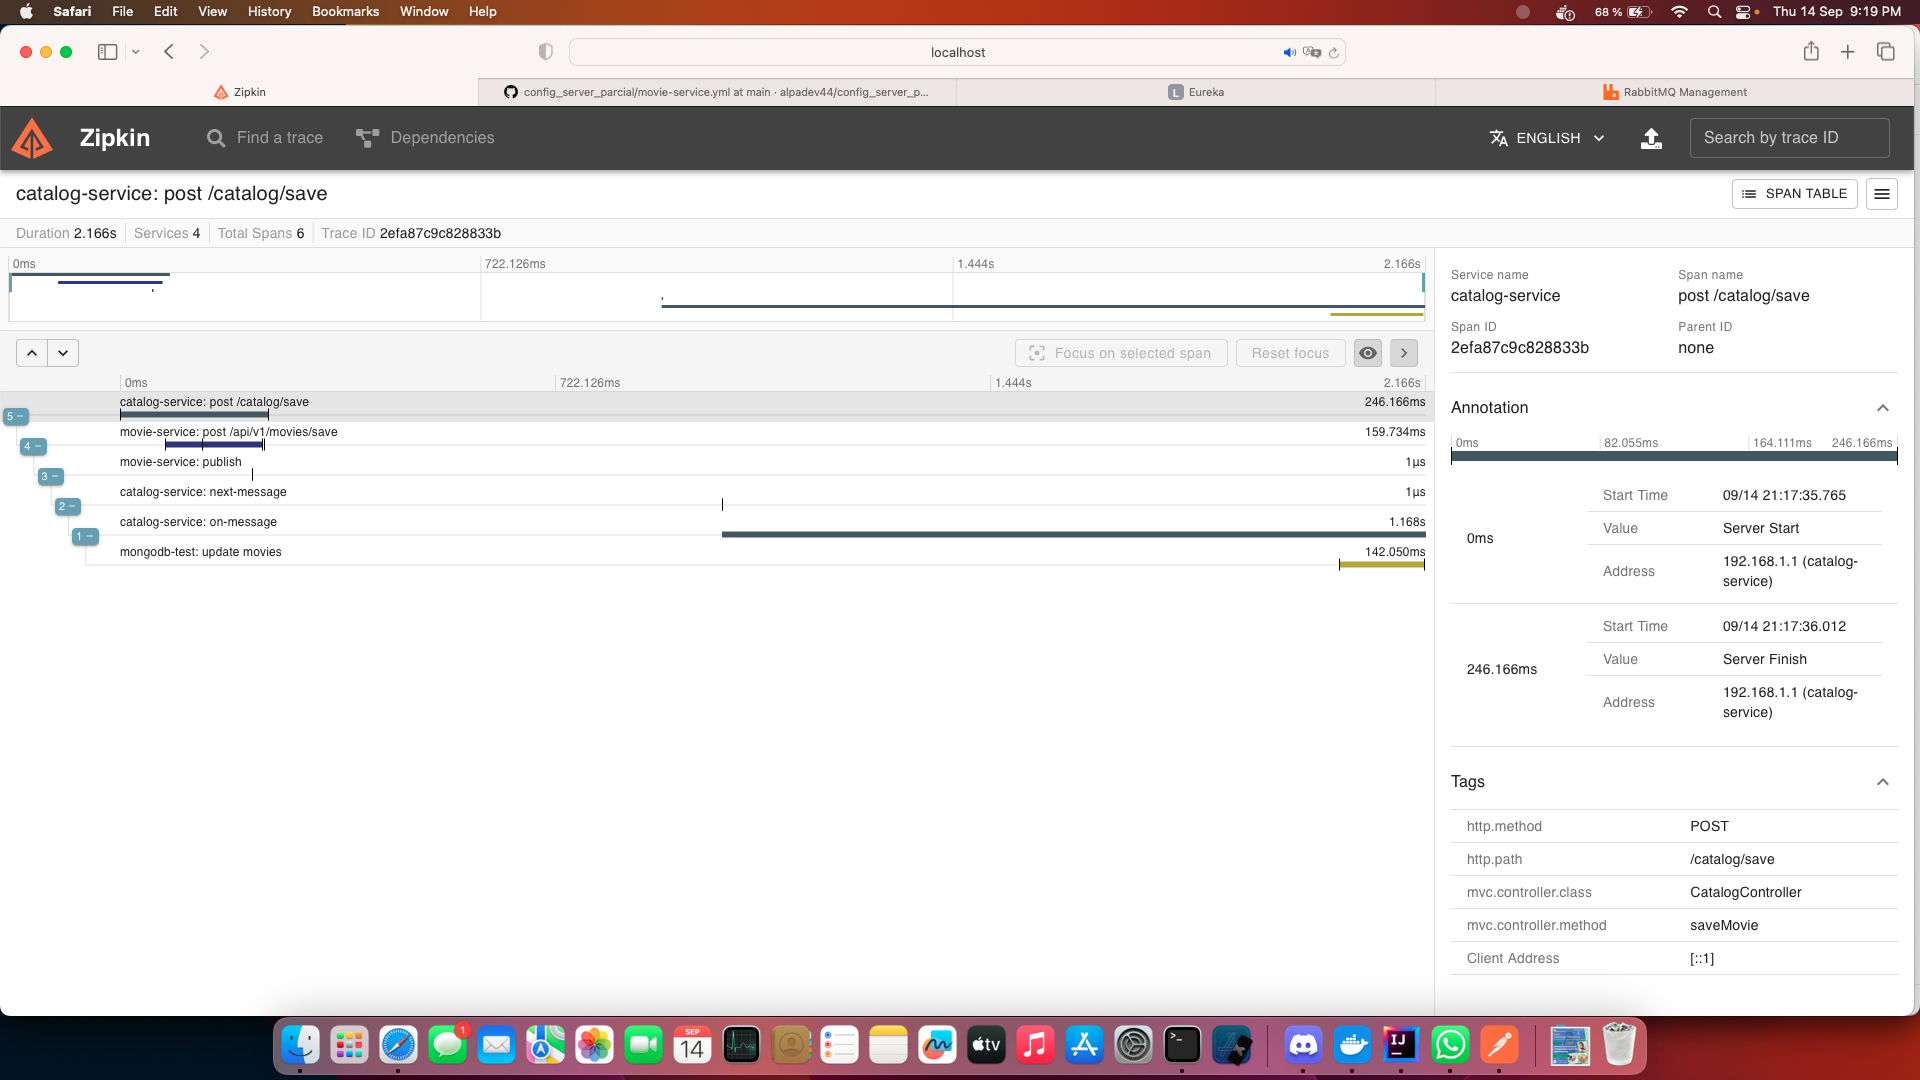 Safari File Edit View History Bookmarks Window Help 68 % Thu 14 Sep 9:19 PM
localhost
Zipkin config_server_parcial/movie-service.yml at main · alpadev44/config_server_p... L Eureka RabbitMQ Management
Zipkin Find a trace Dependencies ENGLISH Search by trace ID
catalog-service: post /catalog/save SPAN TABLE
Duration 2.166s Services 4 Total Spans 6 Trace ID 2efa87c9c828833b
0ms 722.126ms 1.444s 2.166s
Focus on selected span Reset focus
0ms 722.126ms 1.444s 2.166s
catalog-service: post /catalog/save 246.166ms
5 −
movie-service: post /api/v1/movies/save 159.734ms
4 −
movie-service: publish 1μs
3 −
catalog-service: next-message 1μs
2 −
catalog-service: on-message 1.168s
1 −
mongodb-test: update movies 142.050ms
Service name Span name
catalog-service post /catalog/save
Span ID Parent ID
2efa87c9c828833b none
Annotation
0ms 82.055ms 164.111ms 246.166ms
0ms
Start Time 09/14 21:17:35.765
Value Server Start
Address 192.168.1.1 (catalog-
service)
246.166ms
Start Time 09/14 21:17:36.012
Value Server Finish
Address 192.168.1.1 (catalog-
service)
Tags
http.method POST
http.path /catalog/save
mvc.controller.class CatalogController
mvc.controller.method saveMovie
Client Address [::1]
1
SEP
14
tv
IJ